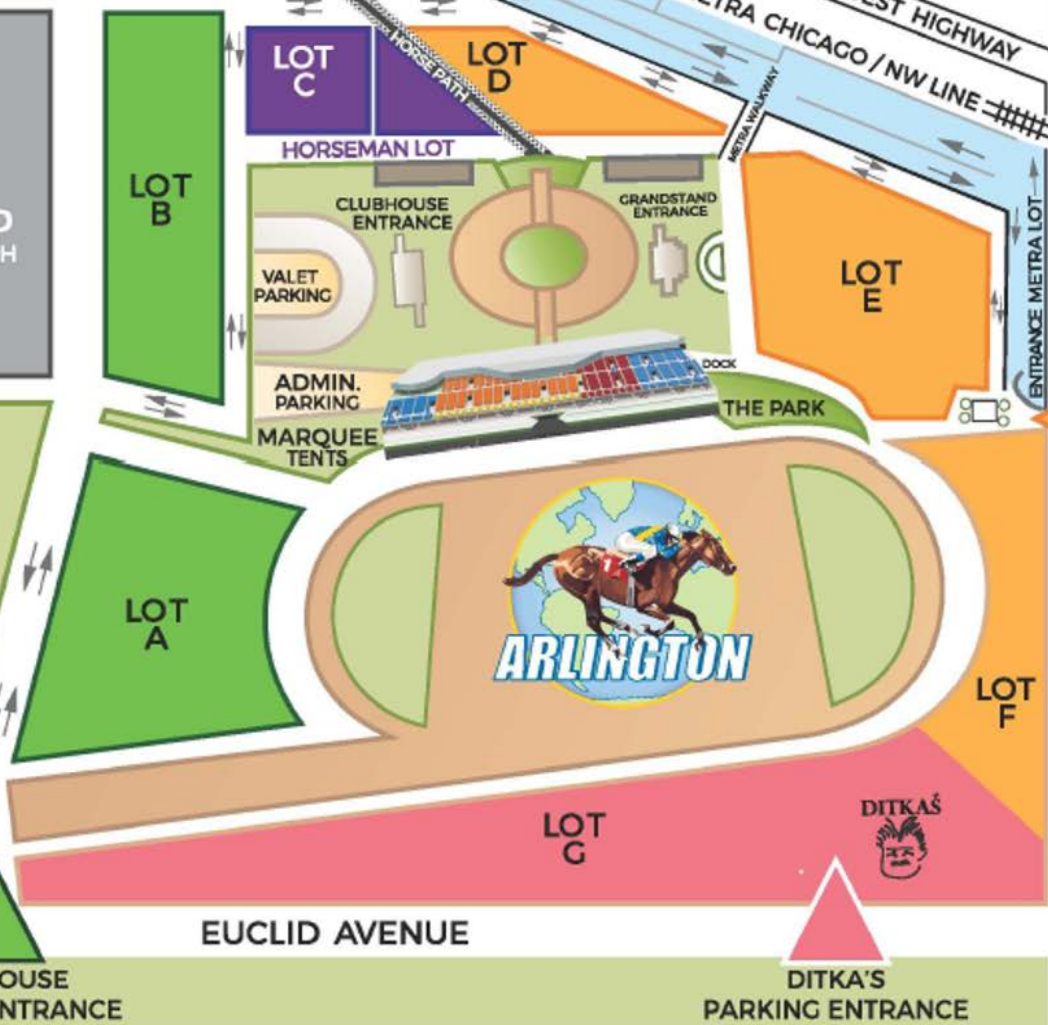 EST HIGHWAY
ETRA CHICAGO / NW LINE
LOT
C
HORSE PATH
LOT
D
METRA WALKWAY
HORSEMAN LOT
LOT
B
CLUBHOUSE
ENTRANCE
GRANDSTAND
ENTRANCE
D
H
VALET
PARKING
LOT
E
ENTRANCE METRA LOT
ADMIN.
PARKING
DOCK
THE PARK
MARQUEE
TENTS
1
LOT
A
ARLINGTON
LOT
F
DITKAŠ
LOT
G
EUCLID AVENUE
OUSE
NTRANCE
DITKA'S
PARKING ENTRANCE